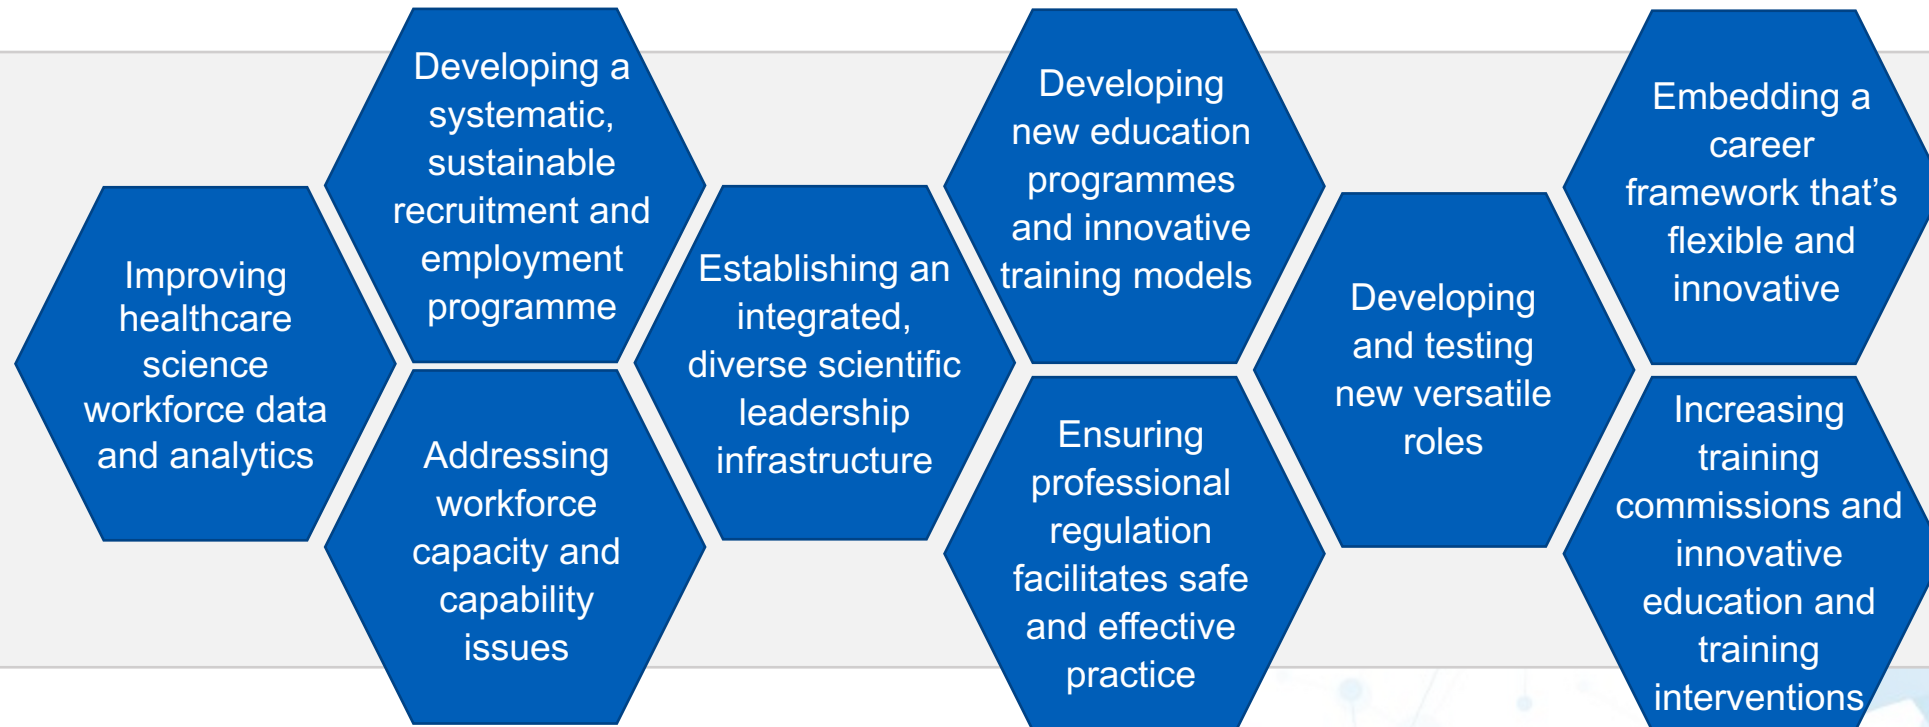 Improving
healthcare
science
workforce data
and analytics
Developing a
systematic,
sustainable
recruitment and
employment
programme
Addressing
workforce
capacity and
capability
issues
Establishing an
integrated,
diverse scientific
leadership
infrastructure
Developing
new education
programmes
and innovative
training models
Ensuring
professional
regulation
facilitates safe
and effective
practice
Developing
and testing
new versatile
roles
Embedding a
career
framework that’s
flexible and
innovative
Increasing
training
commissions and
innovative
education and
training
interventions